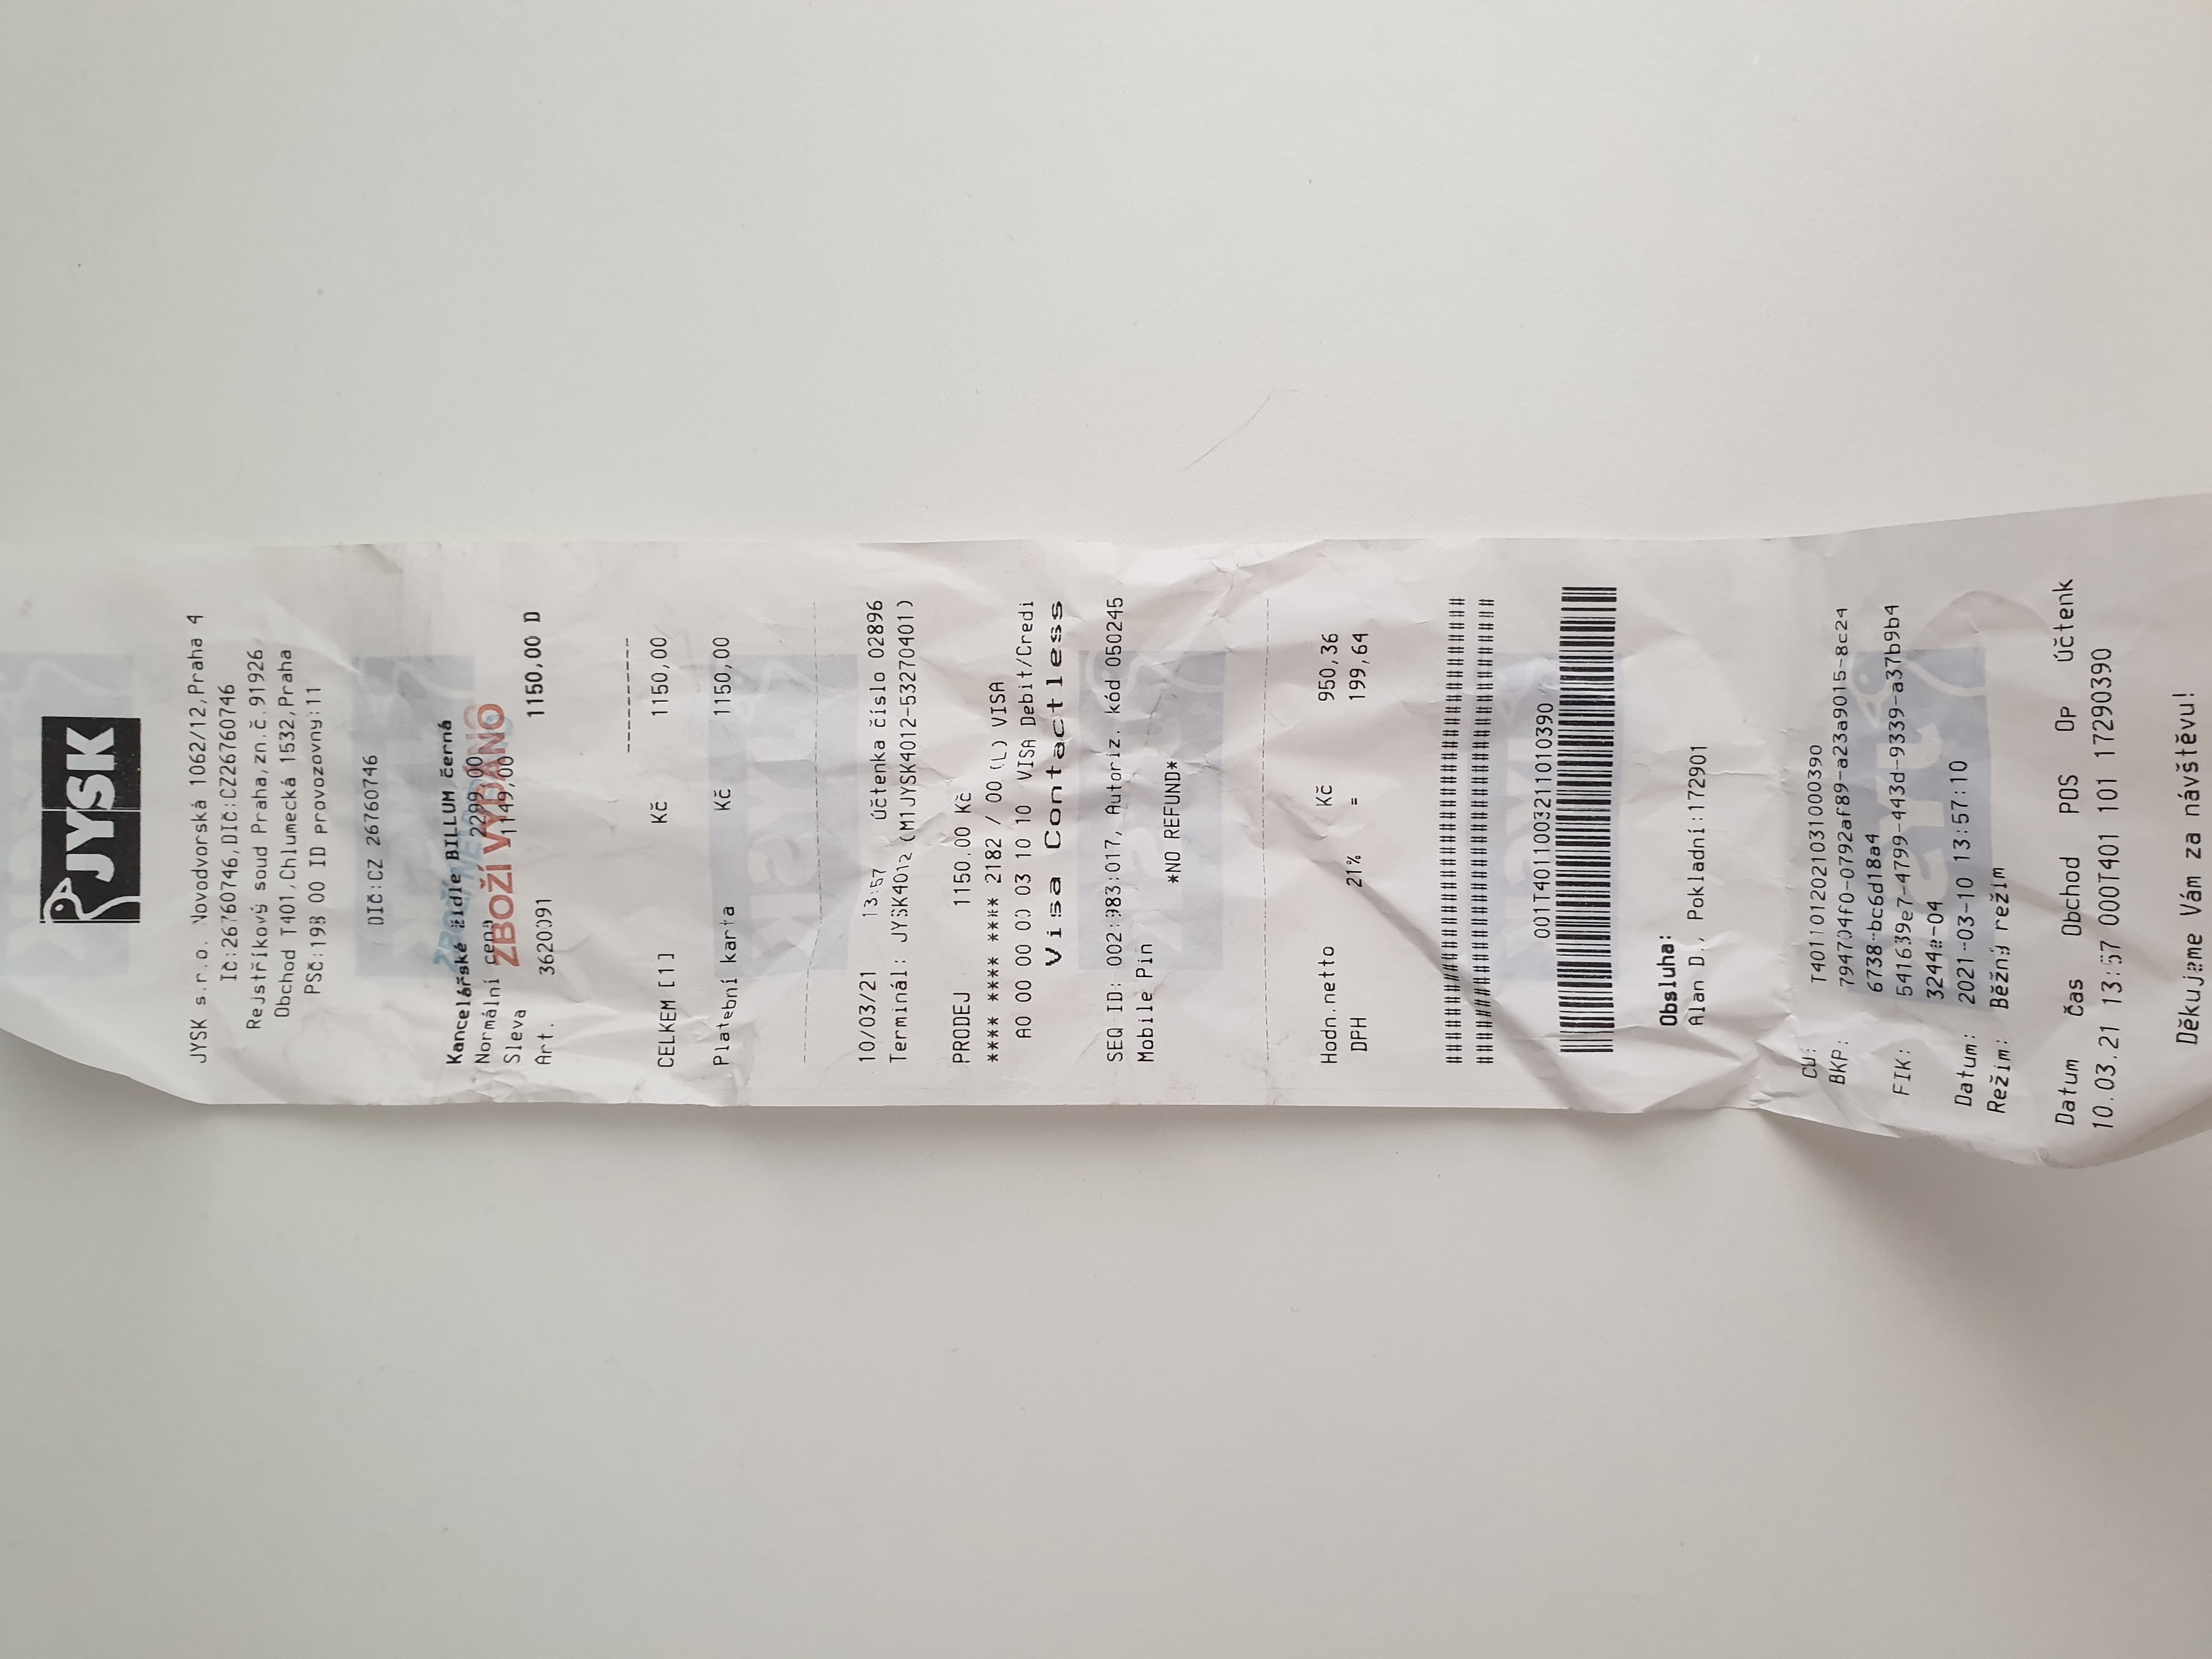 JYSK
JYSK s.r.o. Novodvorská 1062/12,Praha 4
Ič:26760746,DIč:CZ26760746
Rejstříkový soud Praha,zn.č.91926
Obchod T401,Chlumecká 1532,Praha
PSč:198 00 ID provozovny:11
DIč:CZ 26760746
Kancelářské židle BILLUM černá
Normální cena 2299,00
ZBOŽÍ VYDÁNO
Sleva 1149,00
Art. 3620091 1150,00 D
----------
CELKEM [1] Kč 1150,00
Platební karta Kč 1150,00
10/03/21 13:57 účtenka číslo 02896
Terminál: JYSK4012 (M1JYSK4012-53270401)
PRODEJ 1150.00 Kč
**** **** **** 2182 / 00 (L) VISA
A0 00 00 00 03 10 10 VISA Debit/Credi
Visa Contactless
SEQ ID: 002:983:017, Autoriz. kód 050245
Mobile Pin
*NO REFUND*
Hodn.netto Kč 950,36
DPH 21% = 199,64
########################################
########################################
001T4011003211010390
Obsluha:
Alan D., Pokladní:172901
CU: T4011012021031000390
BKP: 794704f0-0792af89-a23a9015-8c24
6738-bc6d18a4
FIK: 541639e7-4799-443d-9339-a37b9b4
Datum: 2021-03-10 13:57:10
Režim: Běžný režim
Datum čas Obchod POS Op účtenk
10.03.21 13:57 000T401 101 17290390
Děkujeme Vám za návštěvu!